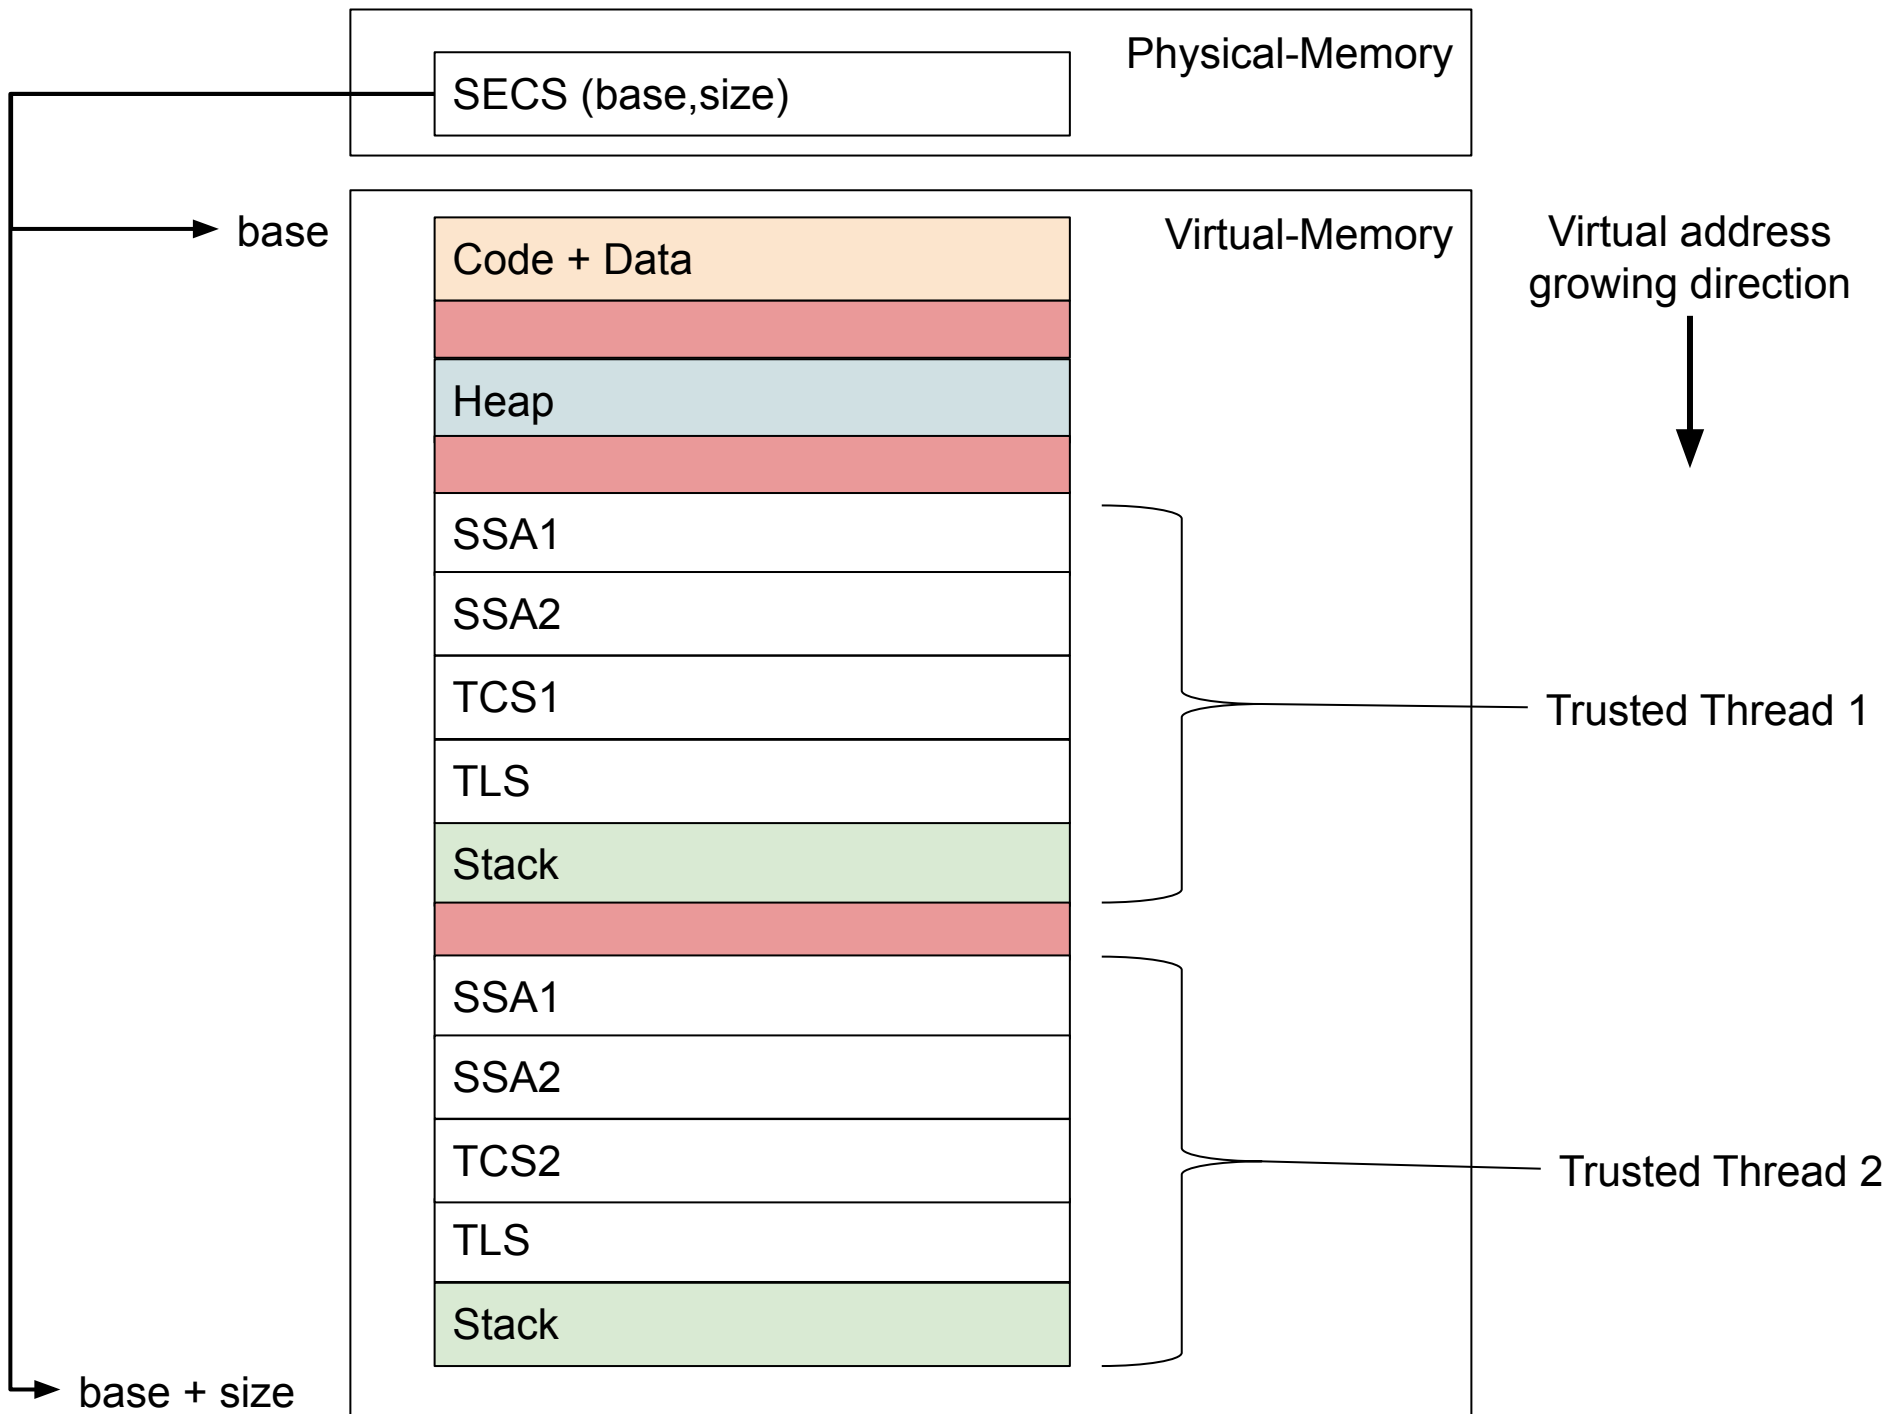 Physical-Memory
SECS (base,size)
base
Virtual-Memory
Virtual address
growing direction
Code + Data
Heap
SSA1
SSA2
TCS1
Trusted Thread 1
TLS
Stack
SSA1
SSA2
TCS2
Trusted Thread 2
TLS
Stack
base + size